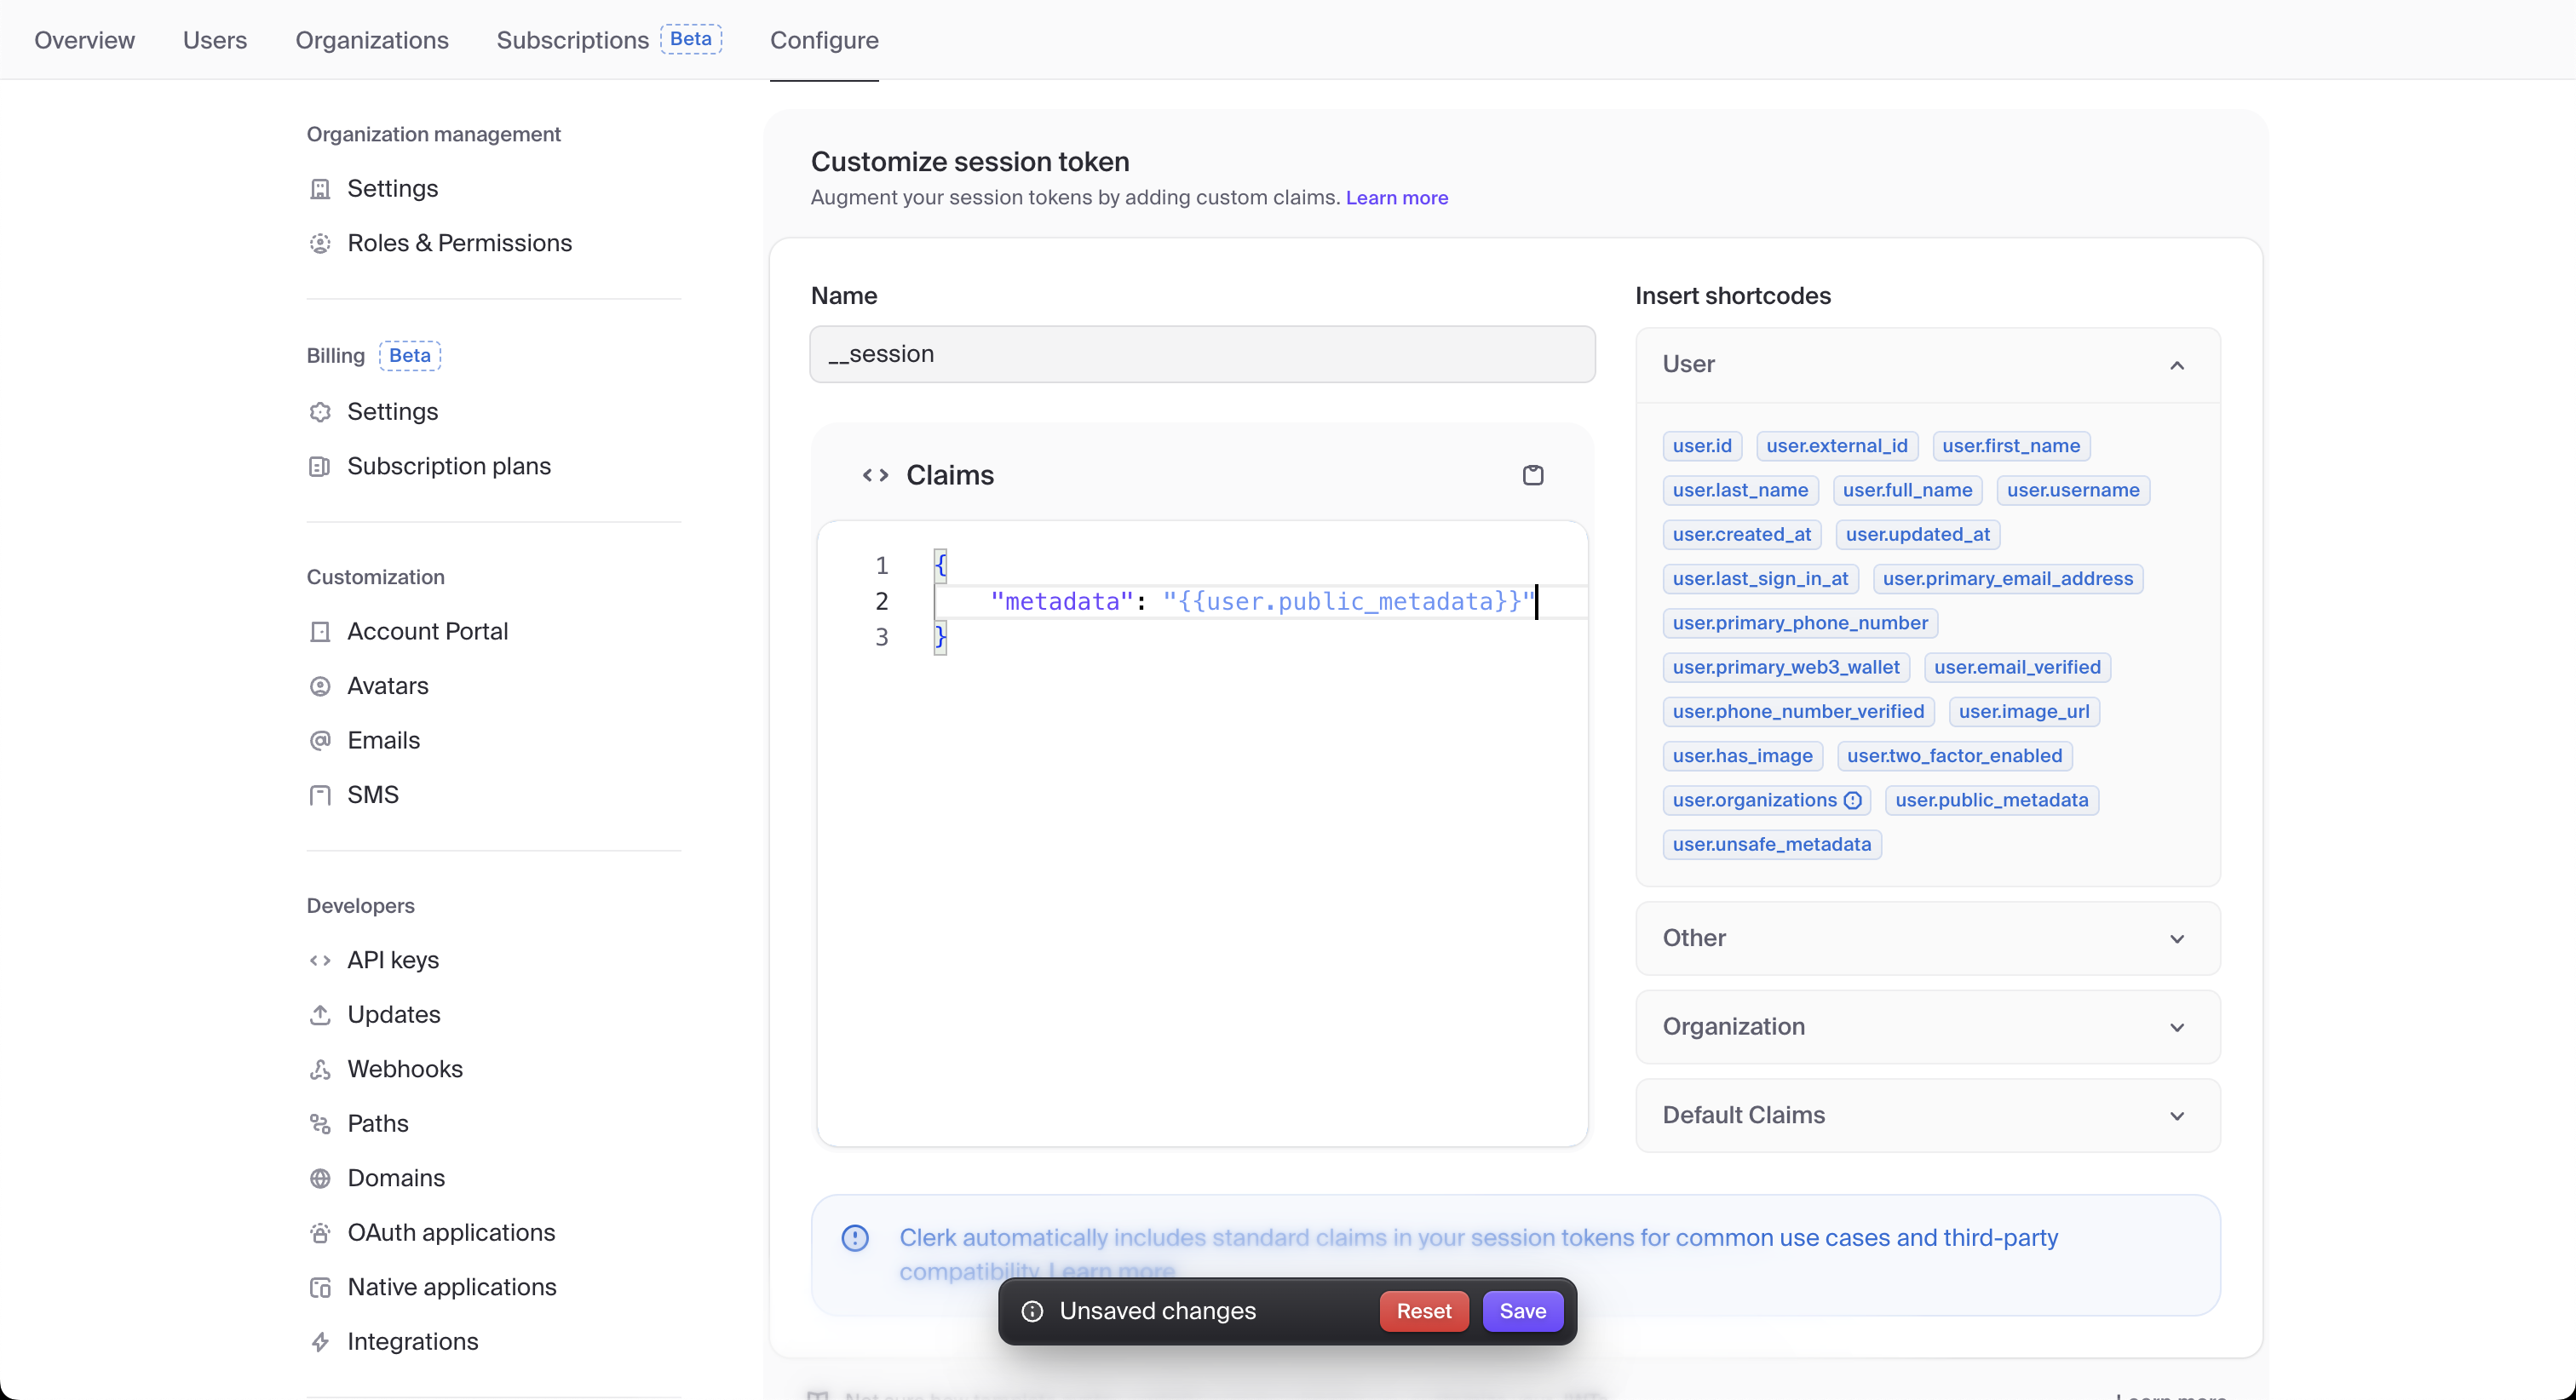 Overview Users Organizations Subscriptions Beta Configure
Organization management
Settings
Roles & Permissions
Billing Beta
Settings
Subscription plans
Customization
Account Portal
Avatars
Emails
SMS
Developers
API keys
Updates
Webhooks
Paths
Domains
OAuth applications
Native applications
Integrations
Customize session token
Augment your session tokens by adding custom claims. Learn more
Name
__session
Claims
1 {
2 "metadata": "{{user.public_metadata}}"
3 }
Insert shortcodes
User
user.id user.external_id user.first_name
user.last_name user.full_name user.username
user.created_at user.updated_at
user.last_sign_in_at user.primary_email_address
user.primary_phone_number
user.primary_web3_wallet user.email_verified
user.phone_number_verified user.image_url
user.has_image user.two_factor_enabled
user.organizations user.public_metadata
user.unsafe_metadata
Other
Organization
Default Claims
Clerk automatically includes standard claims in your session tokens for common use cases and third-party
compatibility. Learn more
Unsaved changes Reset Save